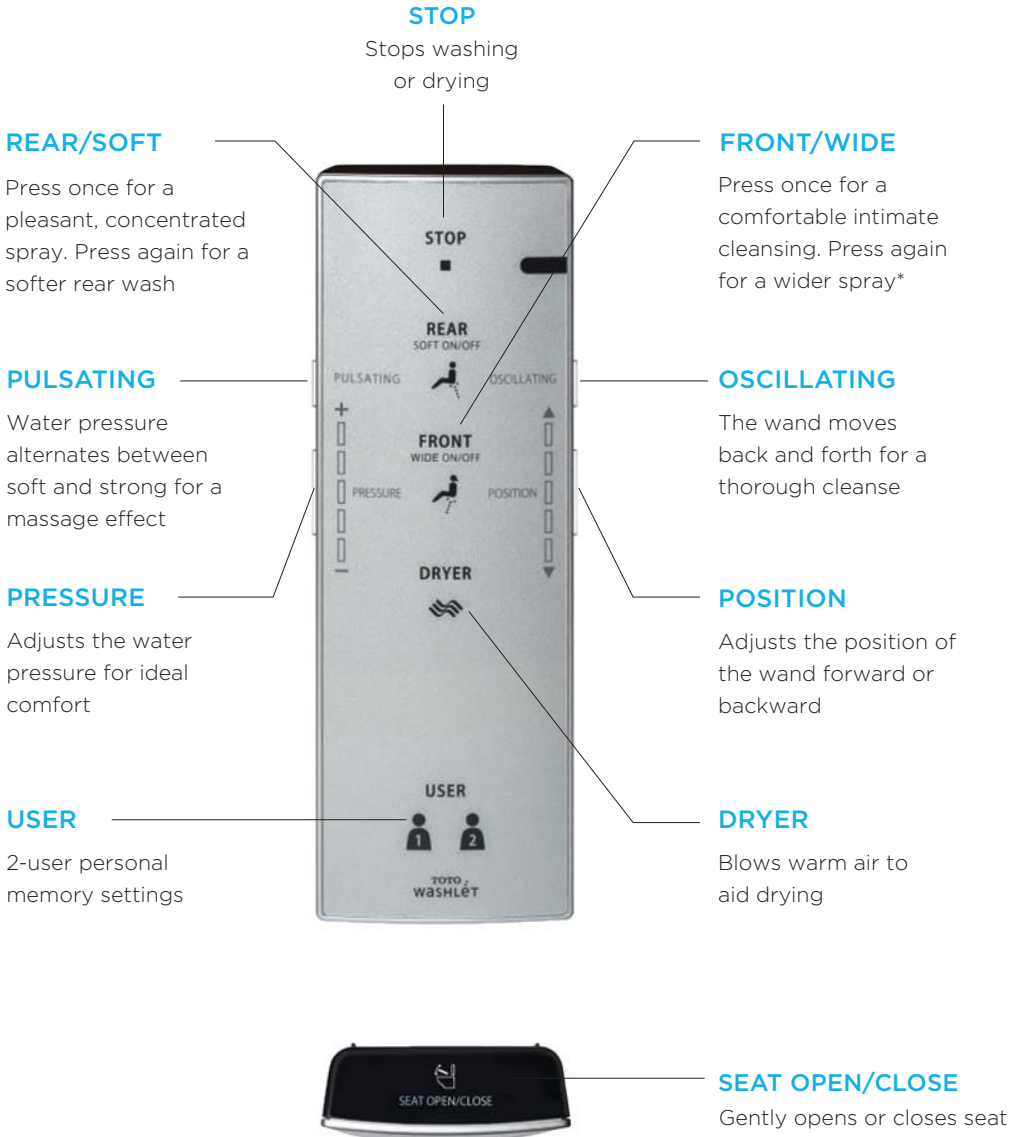 STOP
Stops washing
or drying
REAR/SOFT
Press once for a
pleasant, concentrated
spray. Press again for a
softer rear wash
FRONT/WIDE
Press once for a
comfortable intimate
cleansing. Press again
for a wider spray*
PULSATING
Water pressure
alternates between
soft and strong for a
massage effect
OSCILLATING
The wand moves
back and forth for a
thorough cleanse
PRESSURE
Adjusts the water
pressure for ideal
comfort
POSITION
Adjusts the position of
the wand forward or
backward
USER
2-user personal
memory settings
DRYER
Blows warm air to
aid drying
STOP
REAR
SOFT ON/OFF
PULSATING
OSCILLATING
+
FRONT
WIDE ON/OFF
PRESSURE
POSITION
−
DRYER
USER
1 2
TOTO
WASHLET
SEAT OPEN/CLOSE
SEAT OPEN/CLOSE
Gently opens or closes seat